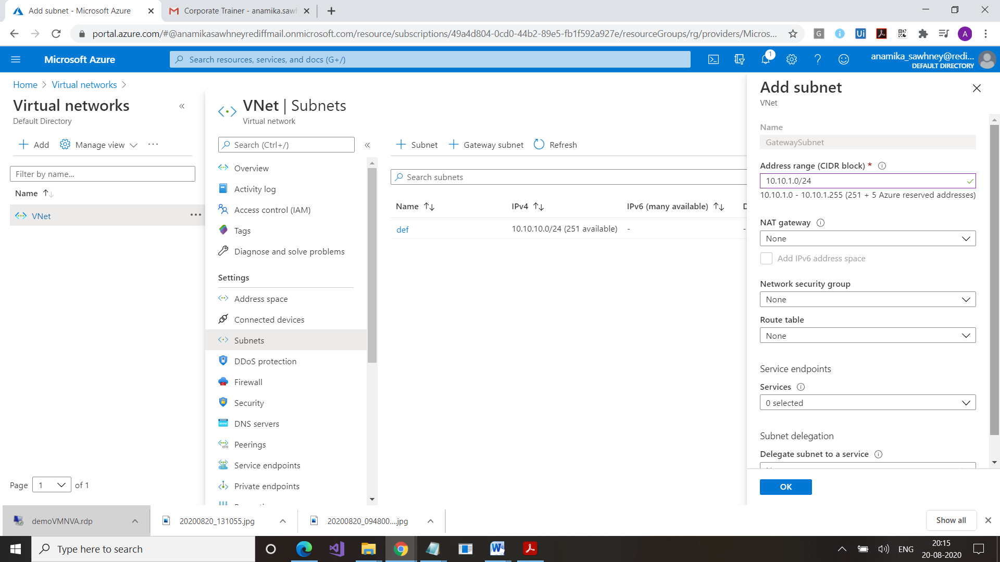 Add subnet - Microsoft Azure
Corporate Trainer - anamika.sawh
portal.azure.com/#@anamikasawhneyrediffmail.onmicrosoft.com/resource/subscriptions/49a4d804-0cd0-44b2-89e5-fb1f592a927e/resourceGroups/rg/providers/Micros...
G
Ui
A
Microsoft Azure
Search resources, services, and docs (G+/)
1
anamika_sawhney@redi...
DEFAULT DIRECTORY
Home
Virtual networks
Virtual networks
Default Directory
Add
Manage view
Filter by name...
Name
VNet
Page
1
of 1
VNet | Subnets
Virtual network
Search (Ctrl+/)
Overview
Activity log
Access control (IAM)
Tags
Diagnose and solve problems
Settings
Address space
Connected devices
Subnets
DDoS protection
Firewall
Security
DNS servers
Peerings
Service endpoints
Private endpoints
Subnet
Gateway subnet
Refresh
Search subnets
Name
IPv4
IPv6 (many available)
D
def
10.10.10.0/24 (251 available)
-
-
Add subnet
VNet
Name
GatewaySubnet
Address range (CIDR block) *
10.10.1.0/24
10.10.1.0 - 10.10.1.255 (251 + 5 Azure reserved addresses)
NAT gateway
None
Add IPv6 address space
Network security group
None
Route table
None
Service endpoints
Services
0 selected
Subnet delegation
Delegate subnet to a service
OK
demoVMNVA.rdp
20200820_131055.jpg
20200820_094800....jpg
Show all
Type here to search
ENG
20:15
20-08-2020